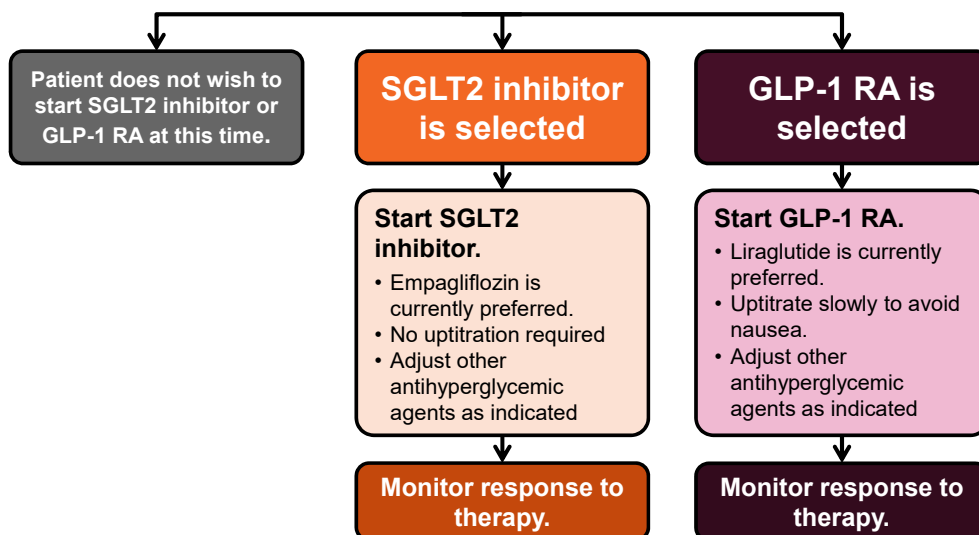 Patient does not wish to
start SGLT2 inhibitor or
GLP-1 RA at this time.
SGLT2 inhibitor
is selected
GLP-1 RA is
selected
Start SGLT2
inhibitor.
• Empagliflozin is
currently preferred.
• No uptitration required
• Adjust other
antihyperglycemic
agents as indicated
Start GLP-1 RA.
• Liraglutide is currently
preferred.
• Uptitrate slowly to avoid
nausea.
• Adjust other
antihyperglycemic
agents as indicated
Monitor response to
therapy.
Monitor response to
therapy.